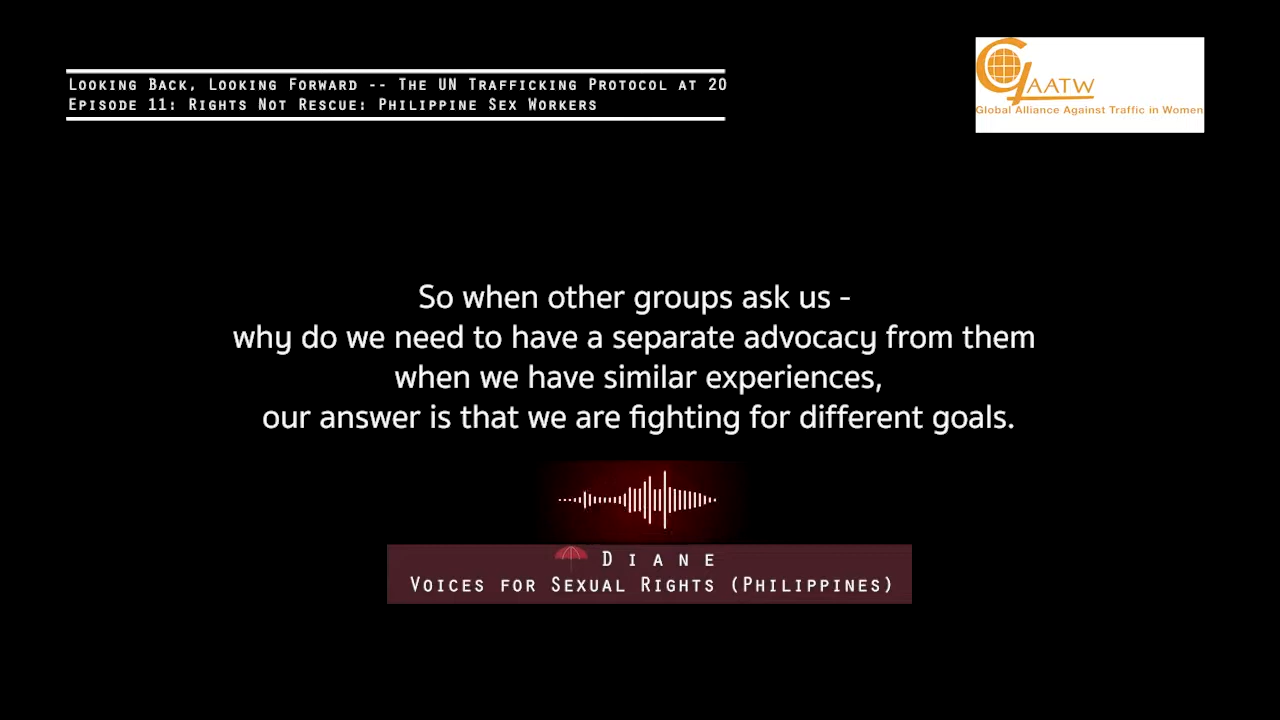 Looking Back, Looking Forward -- The UN Trafficking Protocol at 20
Episode 11: Rights Not Rescue: Philippine Sex Workers
GAATW
Global Alliance Against Traffic in Women
So when other groups ask us -
why do we need to have a separate advocacy from them
when we have similar experiences,
our answer is that we are fighting for different goals.
Diane
Voices for Sexual Rights (Philippines)